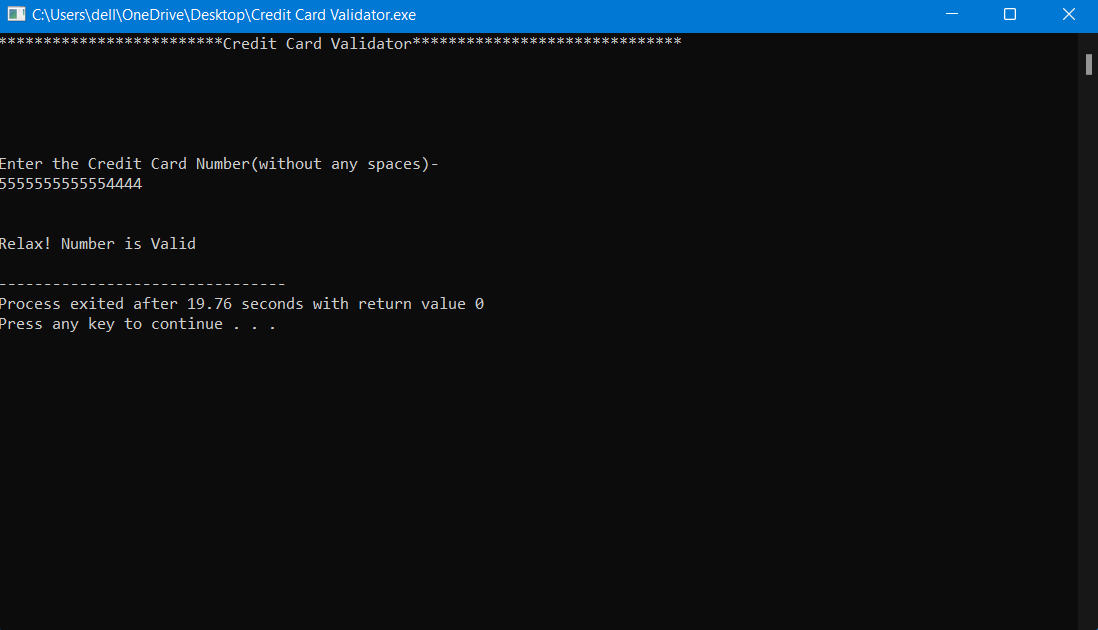 C:\Users\dell\OneDrive\Desktop\Credit Card Validator.exe
*************************Credit Card Validator******************************
Enter the Credit Card Number(without any spaces)-
5555555555554444
Relax! Number is Valid
--------------------------------
Process exited after 19.76 seconds with return value 0
Press any key to continue . . .